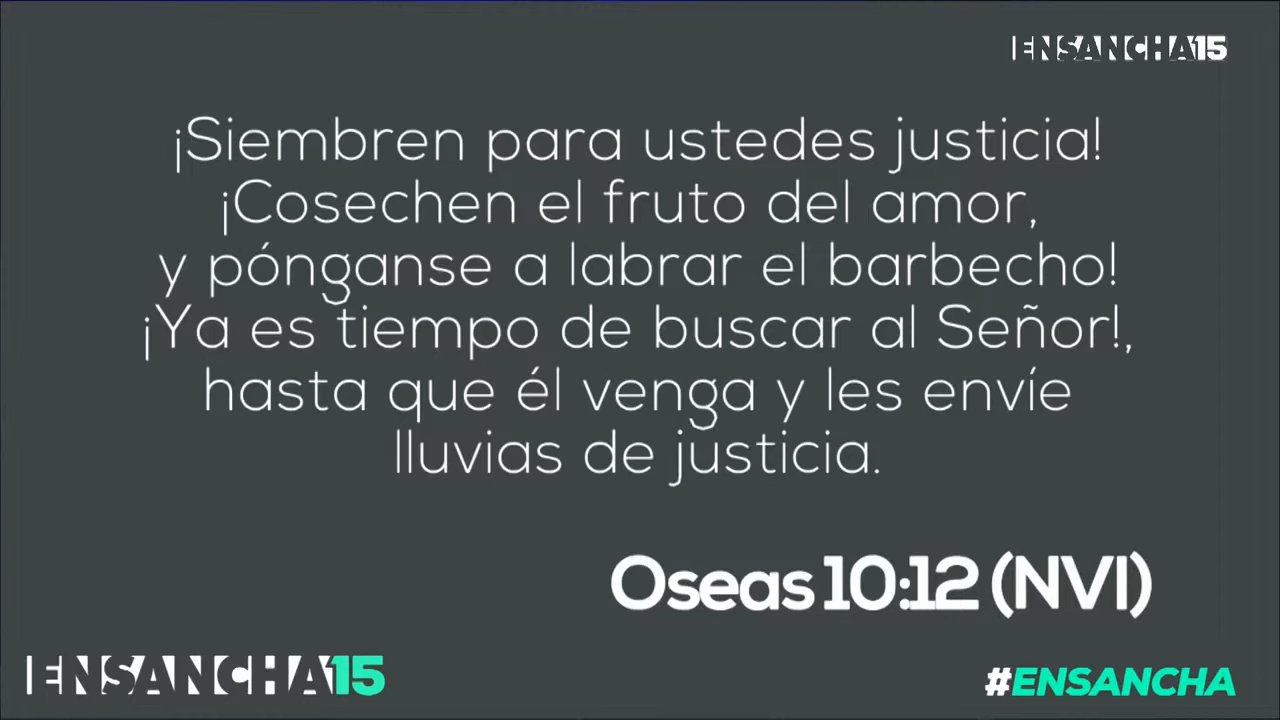 ENSANCHA15
¡Siembren para ustedes justicia!
¡Cosechen el fruto del amor,
y pónganse a labrar el barbecho!
¡Ya es tiempo de buscar al Señor!,
hasta que él venga y les envíe
lluvias de justicia.
Oseas 10:12 (NVI)
ENSANCHA15
#ENSANCHA